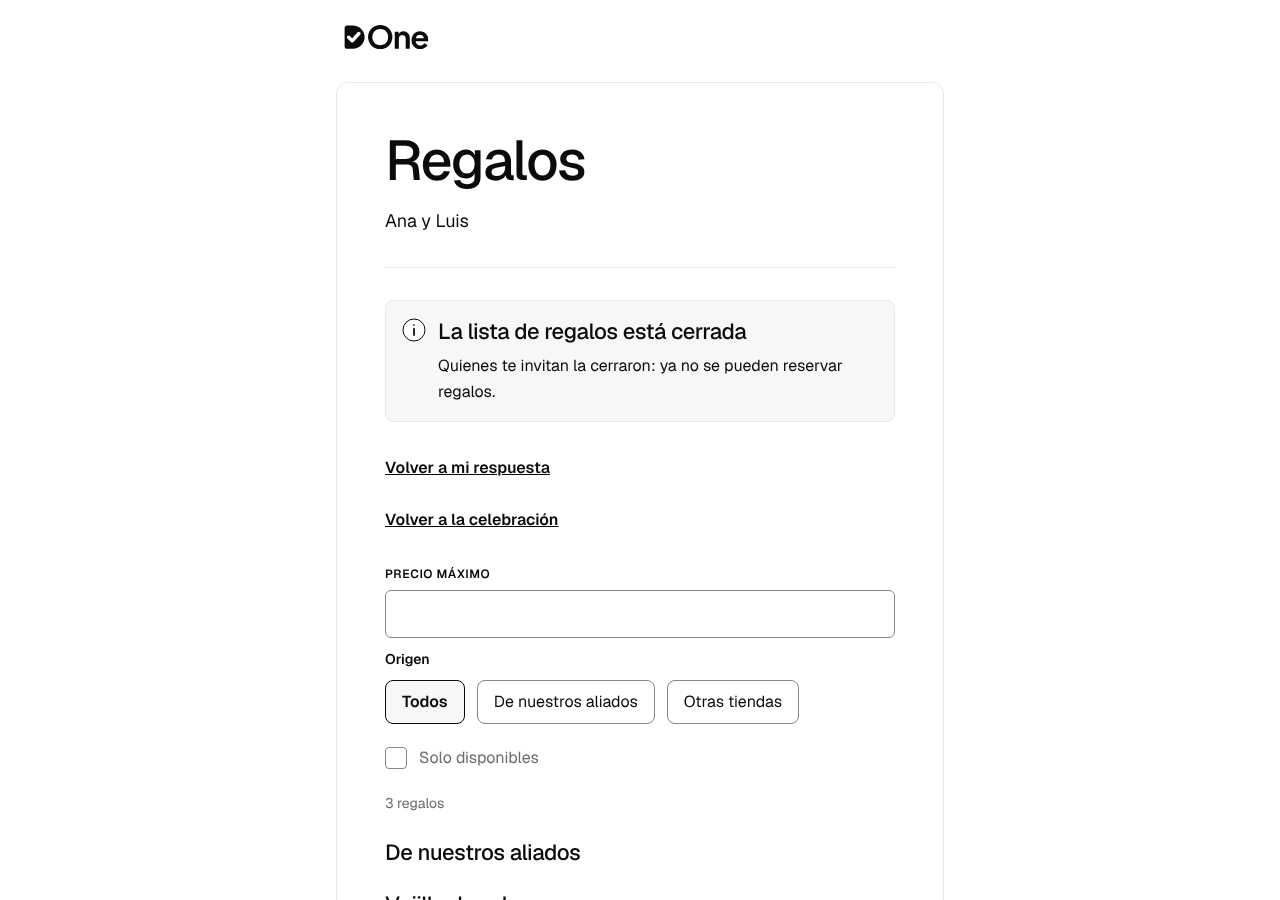 One
Regalos
Ana y Luis
La lista de regalos está cerrada
Quienes te invitan la cerraron: ya no se pueden reservar
regalos.
Volver a mi respuesta
Volver a la celebración
PRECIO MÁXIMO
Origen
Todos
De nuestros aliados
Otras tiendas
Solo disponibles
3 regalos
De nuestros aliados